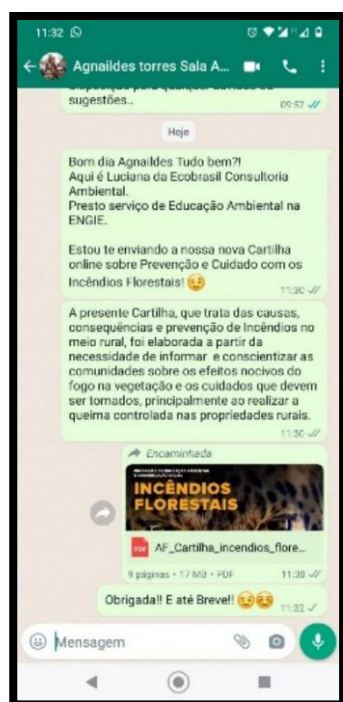 11:32
Agnaildes torres Sala A...
sugestões..
09:57
Hoje
Bom dia Agnaildes Tudo bem?!
Aqui é Luciana da Ecobrasil Consultoria
Ambiental.
Presto serviço de Educação Ambiental na
ENGIE.
Estou te enviando a nossa nova Cartilha
online sobre Prevenção e Cuidado com os
Incêndios Florestais! 😉
11:30
A presente Cartilha, que trata das causas,
consequências e prevenção de Incêndios no
meio rural, foi elaborada a partir da
necessidade de informar e conscientizar as
comunidades sobre os efeitos nocivos do
fogo na vegetação e os cuidados que devem
ser tomados, principalmente ao realizar a
queima controlada nas propriedades rurais.
11:30
Encaminhada
INCÊNDIOS
FLORESTAIS
PDF
AF_Cartilha_incendios_flore...
9 páginas • 17 MB • PDF
11:30
Obrigada!! E até Breve!! 😉😊
11:32
Mensagem